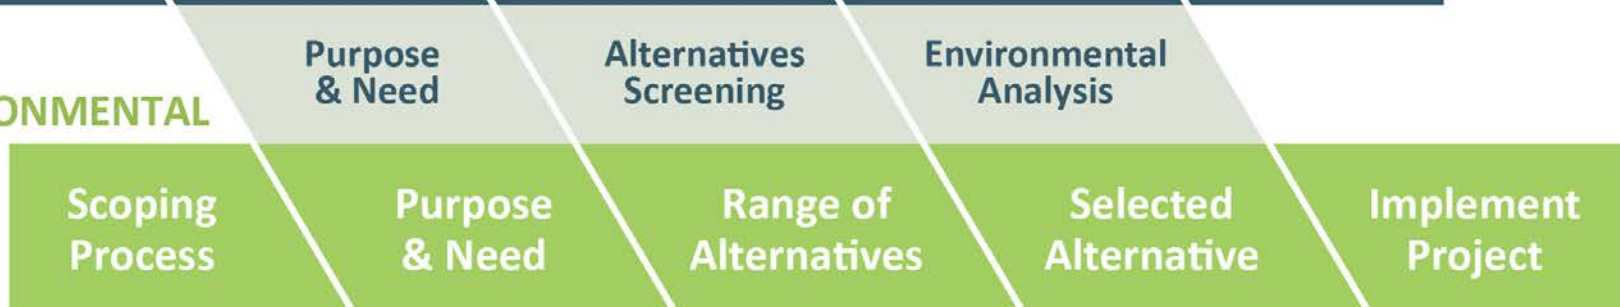 Purpose
& Need
Alternatives
Screening
Environmental
Analysis
ONMENTAL
Scoping
Process
Purpose
& Need
Range of
Alternatives
Selected
Alternative
Implement
Project